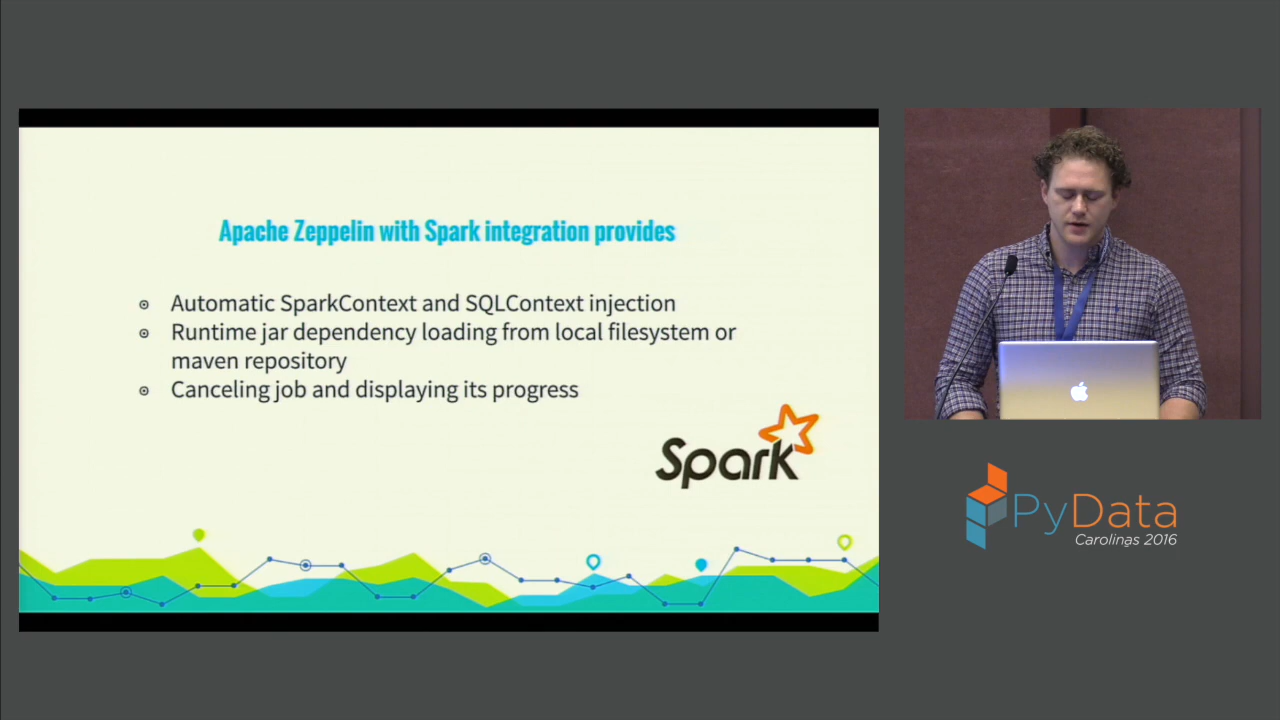 Apache Zeppelin with Spark integration provides
Automatic SparkContext and SQLContext injection
Runtime jar dependency loading from local filesystem or
maven repository
Canceling job and displaying its progress
Spark
PyData
Carolinas 2016